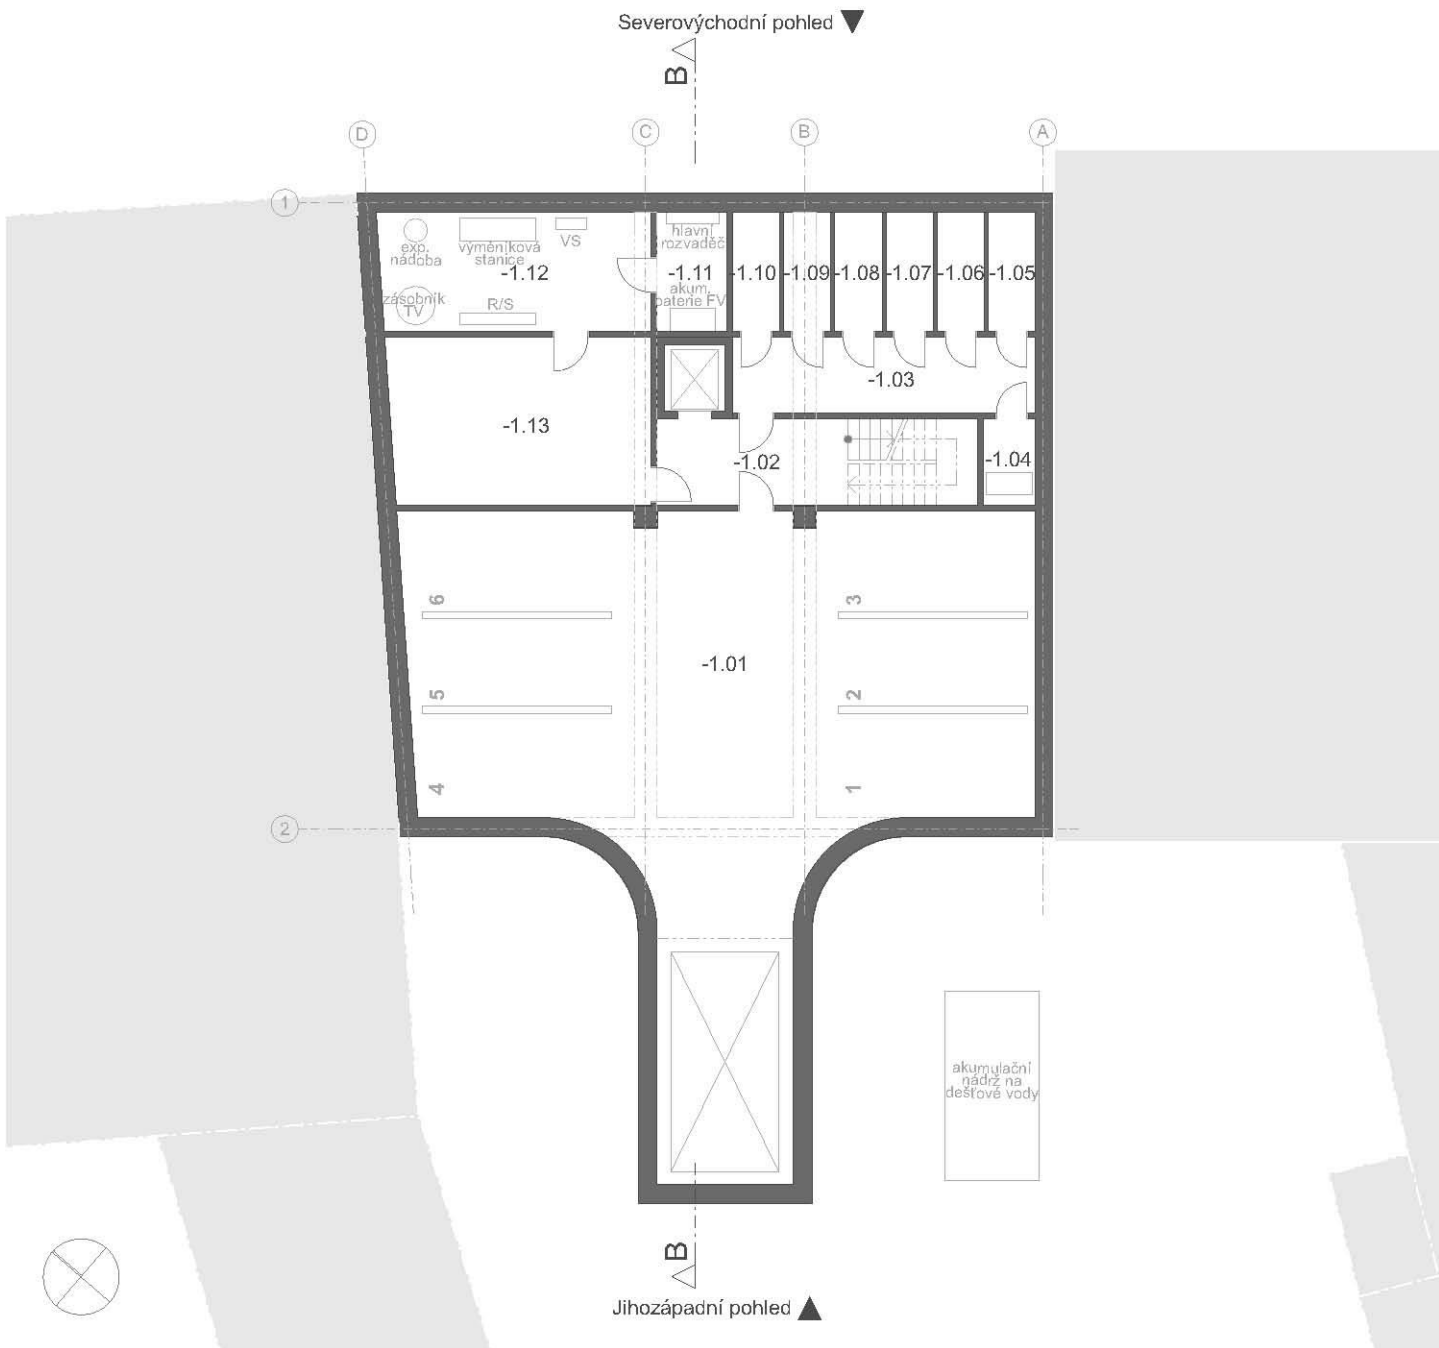 Severovýchodní pohled
B
D
C
B
A
1
exp.
nádoba
výměníková
stanice
VS
hlavní
rozvaděč
-1.12
-1.11
-1.10
-1.09
-1.08
-1.07
-1.06
-1.05
zásobník
TV
R/S
akum.
baterie FV
-1.03
-1.13
-1.02
-1.04
6
3
-1.01
5
2
4
1
2
akumulační
nádrž na
dešťové vody
B
Jihozápadní pohled